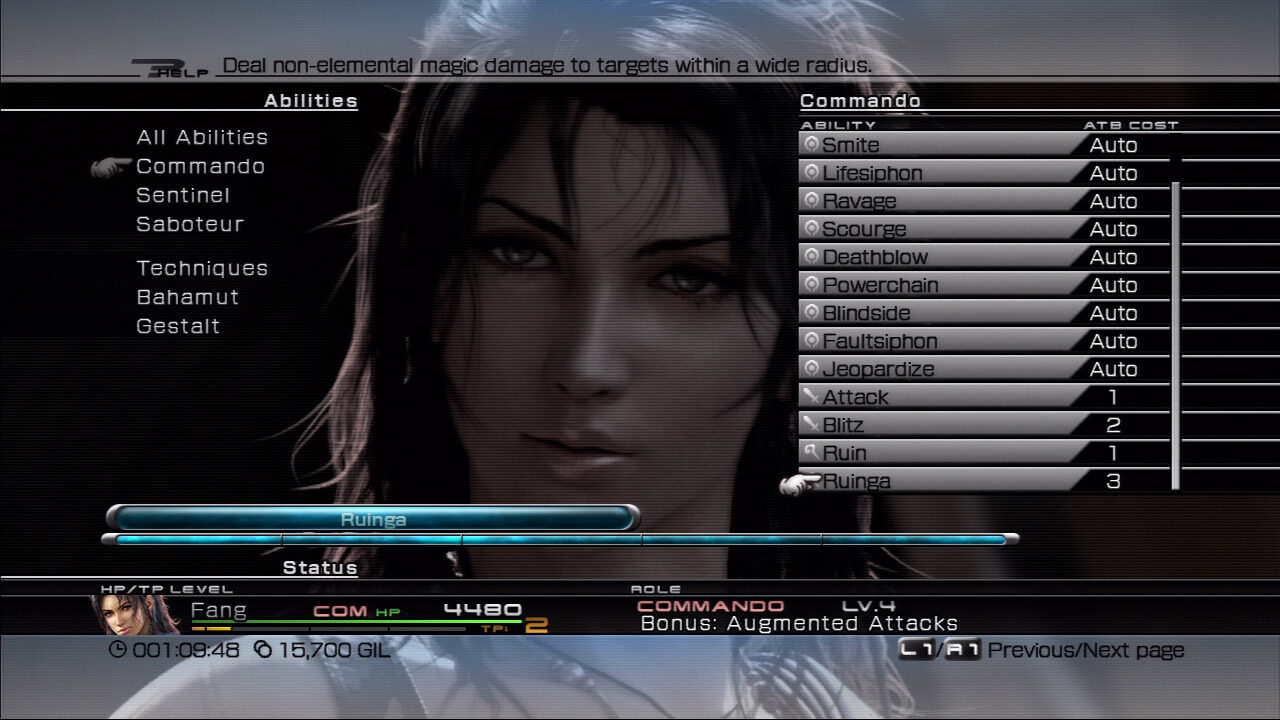 HELP Deal non-elemental magic damage to targets within a wide radius.
Abilities
All Abilities
Commando
Sentinel
Saboteur
Techniques
Bahamut
Gestalt
Commando
ABILITY ATB COST
Smite Auto
Lifesiphon Auto
Ravage Auto
Scourge Auto
Deathblow Auto
Powerchain Auto
Blindside Auto
Faultsiphon Auto
Jeopardize Auto
Attack 1
Blitz 2
Ruin 1
Ruinga 3
Ruinga
Status
HP/TP LEVEL ROLE
Fang COM HP 4480 COMMANDO LV.4
TP: 2 Bonus: Augmented Attacks
001:09:48 15,700 GIL L1/R1 Previous/Next page